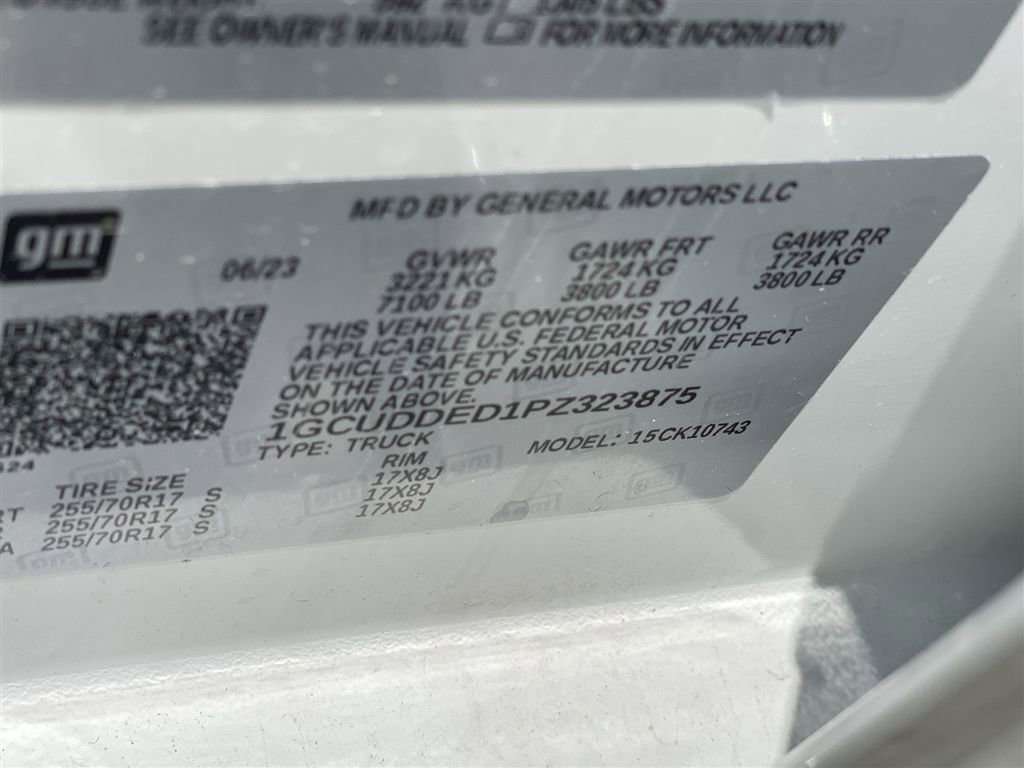 SEE OWNER'S MANUAL FOR MORE INFORMATION
gm
MFD BY GENERAL MOTORS LLC
06/23
GVWR GAWR FRT GAWR RR
3221 KG 1724 KG 1724 KG
7100 LB 3800 LB 3800 LB
THIS VEHICLE CONFORMS TO ALL
APPLICABLE U.S. FEDERAL MOTOR
VEHICLE SAFETY STANDARDS IN EFFECT
ON THE DATE OF MANUFACTURE
SHOWN ABOVE.
1GCUDDED1PZ323875
TYPE: TRUCK MODEL: 15CK10743
TIRE SIZE RIM
255/70R17 S 17X8J
255/70R17 S 17X8J
255/70R17 S 17X8J